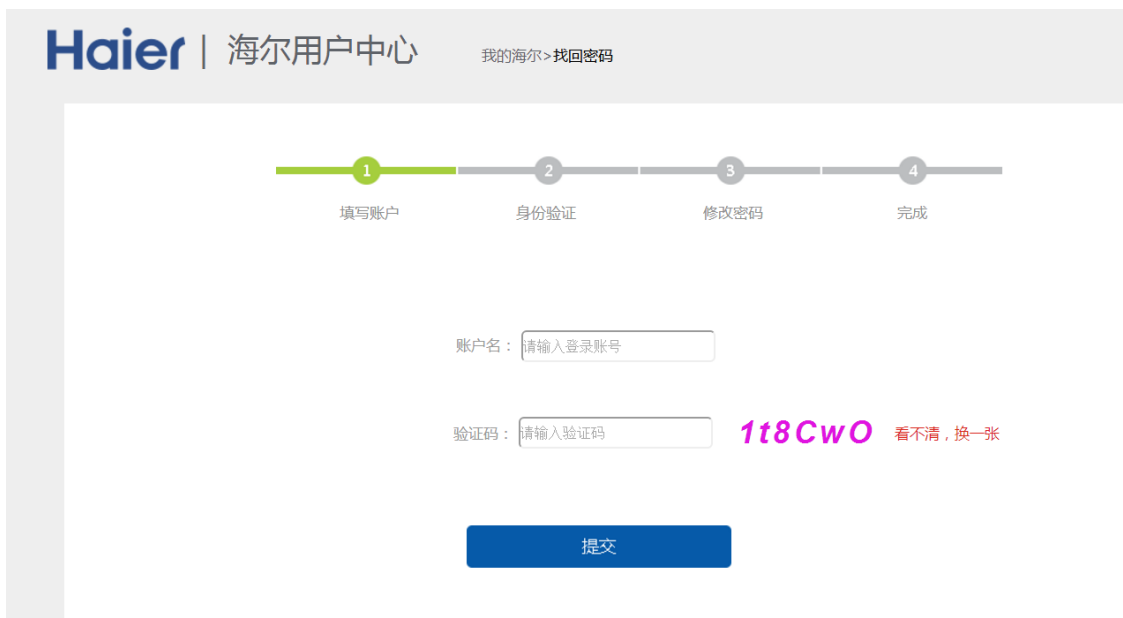 Haier | 海尔用户中心 我的海尔>找回密码
1 2 3 4
填写账户 身份验证 修改密码 完成
账户名： 请输入登录账号
验证码： 请输入验证码 1t8CwO 看不清，换一张
提交